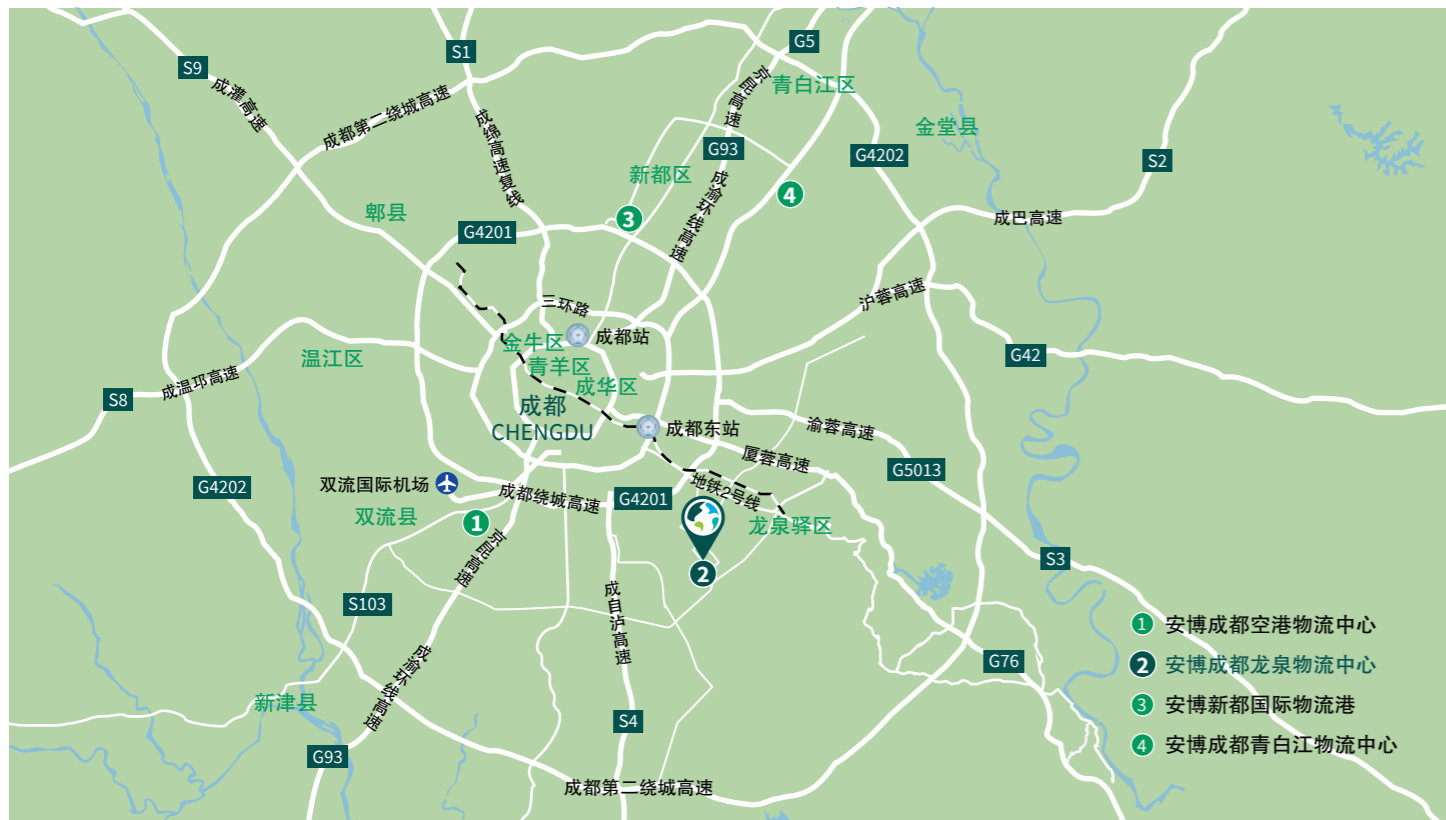 S1
G5
S9
成灌高速
成都第二绕城高速
成绵高速复线
京昆高速
青白江区
金堂县
G93
G4202
S2
新都区
成渝环线高速
4
3
郫县
G4201
成巴高速
三环路
沪蓉高速
金牛区
成都站
青羊区
成华区
温江区
G42
成温邛高速
S8
成都
CHENGDU
成都东站
渝蓉高速
厦蓉高速
G5013
双流国际机场
G4202
成都绕城高速
G4201
地铁2号线
双流县
1
龙泉驿区
京昆高速
2
S3
S103
成自泸高速
成渝环线高速
G76
新津县
S4
G93
成都第二绕城高速
1 安博成都空港物流中心
2 安博成都龙泉物流中心
3 安博新都国际物流港
4 安博成都青白江物流中心